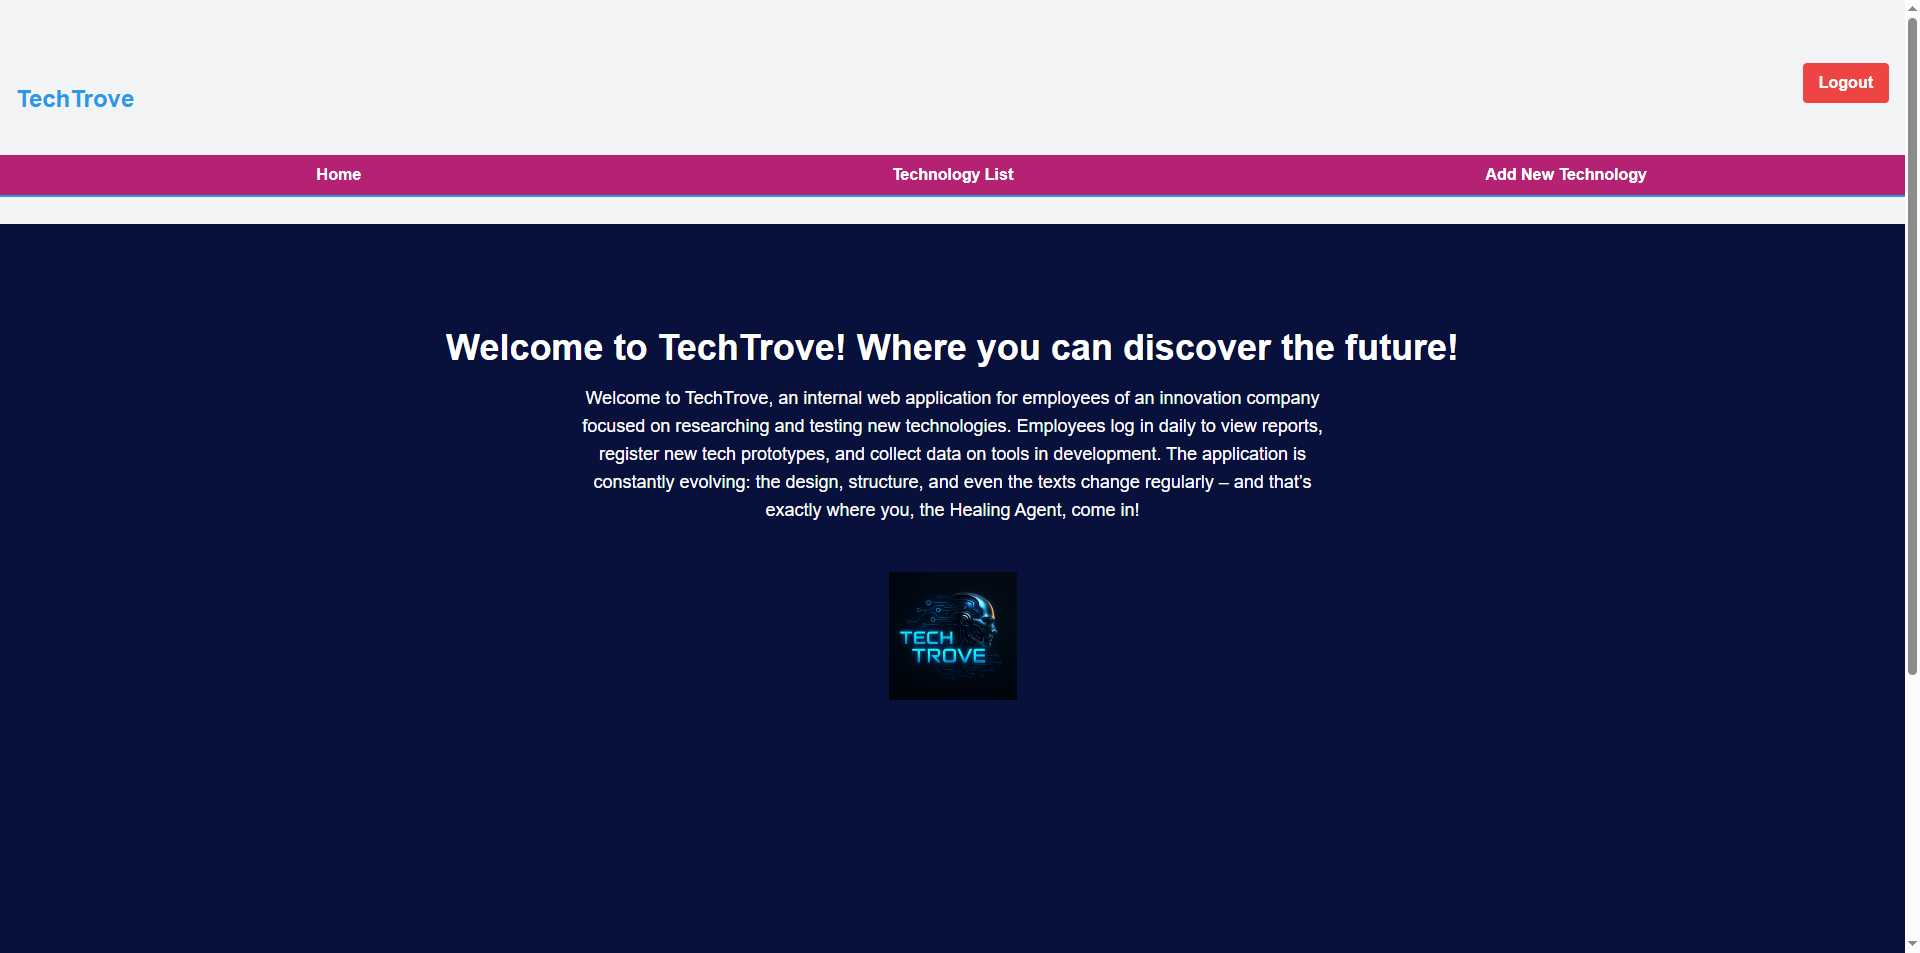 TechTrove
Logout
Home
Technology List
Add New Technology
Welcome to TechTrove! Where you can discover the future!
Welcome to TechTrove, an internal web application for employees of an innovation company
focused on researching and testing new technologies. Employees log in daily to view reports,
register new tech prototypes, and collect data on tools in development. The application is
constantly evolving: the design, structure, and even the texts change regularly – and that's
exactly where you, the Healing Agent, come in!
TECH
TROVE